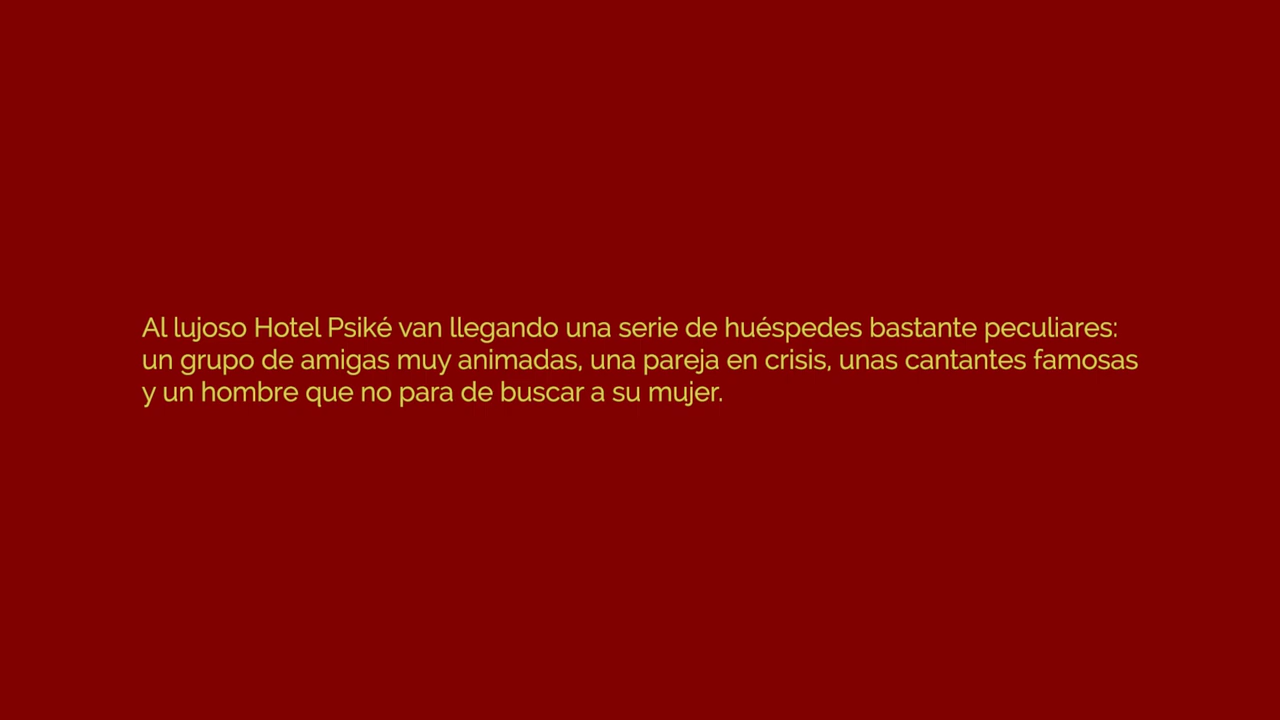 Al lujoso Hotel Psiké van llegando una serie de huéspedes bastante peculiares:
un grupo de amigas muy animadas, una pareja en crisis, unas cantantes famosas
y un hombre que no para de buscar a su mujer.